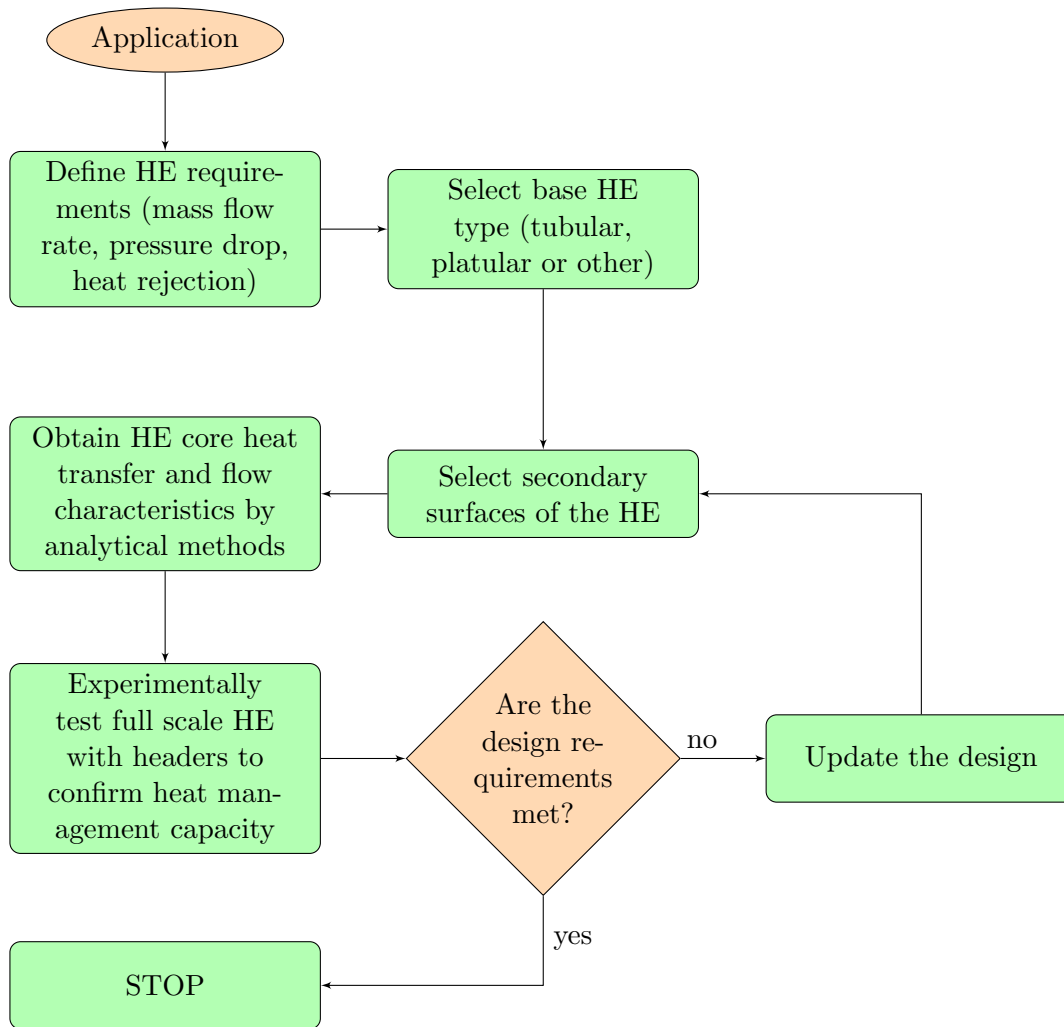 Application
Define HE require-
ments (mass flow
rate, pressure drop,
heat rejection)
Select base HE
type (tubular,
platular or other)
Obtain HE core heat
transfer and flow
characteristics by
analytical methods
Select secondary
surfaces of the HE
Experimentally
test full scale HE
with headers to
confirm heat man-
agement capacity
Are the
design re-
quirements
met?
no
Update the design
yes
STOP